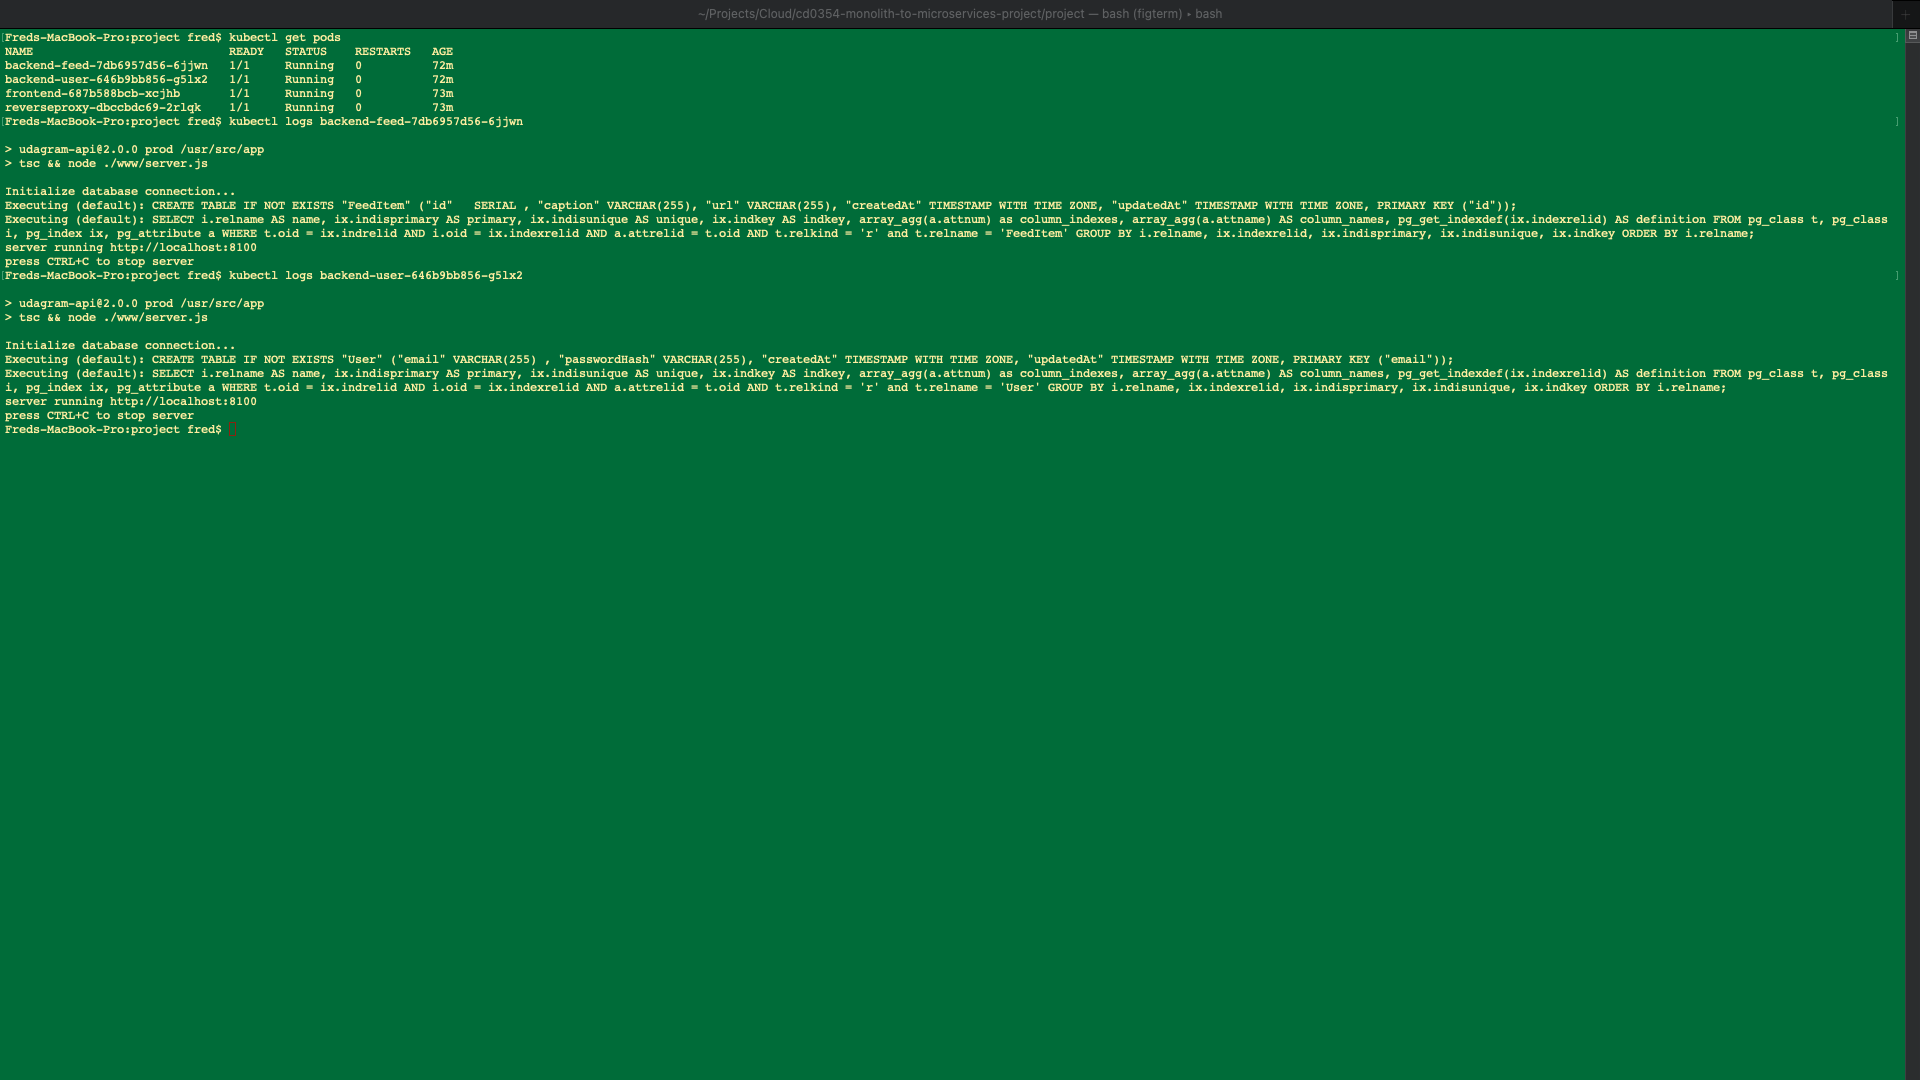 ~/Projects/Cloud/cd0354-monolith-to-microservices-project/project — bash (figterm) • bash
Freds-MacBook-Pro:project fred$ kubectl get pods
NAME                            READY   STATUS    RESTARTS   AGE
backend-feed-7db6957d56-6jjwn   1/1     Running   0          72m
backend-user-646b9bb856-g5lx2   1/1     Running   0          72m
frontend-687b588bcb-xcjhb       1/1     Running   0          73m
reverseproxy-dbccbdc69-2rlqk    1/1     Running   0          73m
Freds-MacBook-Pro:project fred$ kubectl logs backend-feed-7db6957d56-6jjwn
> udagram-api@2.0.0 prod /usr/src/app
> tsc && node ./www/server.js
Initialize database connection...
Executing (default): CREATE TABLE IF NOT EXISTS "FeedItem" ("id"   SERIAL , "caption" VARCHAR(255), "url" VARCHAR(255), "createdAt" TIMESTAMP WITH TIME ZONE, "updatedAt" TIMESTAMP WITH TIME ZONE, PRIMARY KEY ("id"));
Executing (default): SELECT i.relname AS name, ix.indisprimary AS primary, ix.indisunique AS unique, ix.indkey AS indkey, array_agg(a.attnum) as column_indexes, array_agg(a.attname) AS column_names, pg_get_indexdef(ix.indexrelid) AS definition FROM pg_class t, pg_class
i, pg_index ix, pg_attribute a WHERE t.oid = ix.indrelid AND i.oid = ix.indexrelid AND a.attrelid = t.oid AND t.relkind = 'r' and t.relname = 'FeedItem' GROUP BY i.relname, ix.indexrelid, ix.indisprimary, ix.indisunique, ix.indkey ORDER BY i.relname;
server running http://localhost:8100
press CTRL+C to stop server
Freds-MacBook-Pro:project fred$ kubectl logs backend-user-646b9bb856-g5lx2
> udagram-api@2.0.0 prod /usr/src/app
> tsc && node ./www/server.js
Initialize database connection...
Executing (default): CREATE TABLE IF NOT EXISTS "User" ("email" VARCHAR(255) , "passwordHash" VARCHAR(255), "createdAt" TIMESTAMP WITH TIME ZONE, "updatedAt" TIMESTAMP WITH TIME ZONE, PRIMARY KEY ("email"));
Executing (default): SELECT i.relname AS name, ix.indisprimary AS primary, ix.indisunique AS unique, ix.indkey AS indkey, array_agg(a.attnum) as column_indexes, array_agg(a.attname) AS column_names, pg_get_indexdef(ix.indexrelid) AS definition FROM pg_class t, pg_class
i, pg_index ix, pg_attribute a WHERE t.oid = ix.indrelid AND i.oid = ix.indexrelid AND a.attrelid = t.oid AND t.relkind = 'r' and t.relname = 'User' GROUP BY i.relname, ix.indexrelid, ix.indisprimary, ix.indisunique, ix.indkey ORDER BY i.relname;
server running http://localhost:8100
press CTRL+C to stop server
Freds-MacBook-Pro:project fred$